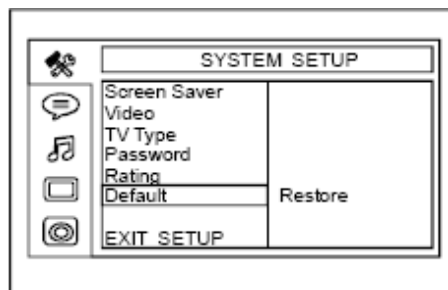 SYSTEM SETUP
Screen Saver
Video
TV Type
Password
Rating
Default Restore
EXIT SETUP